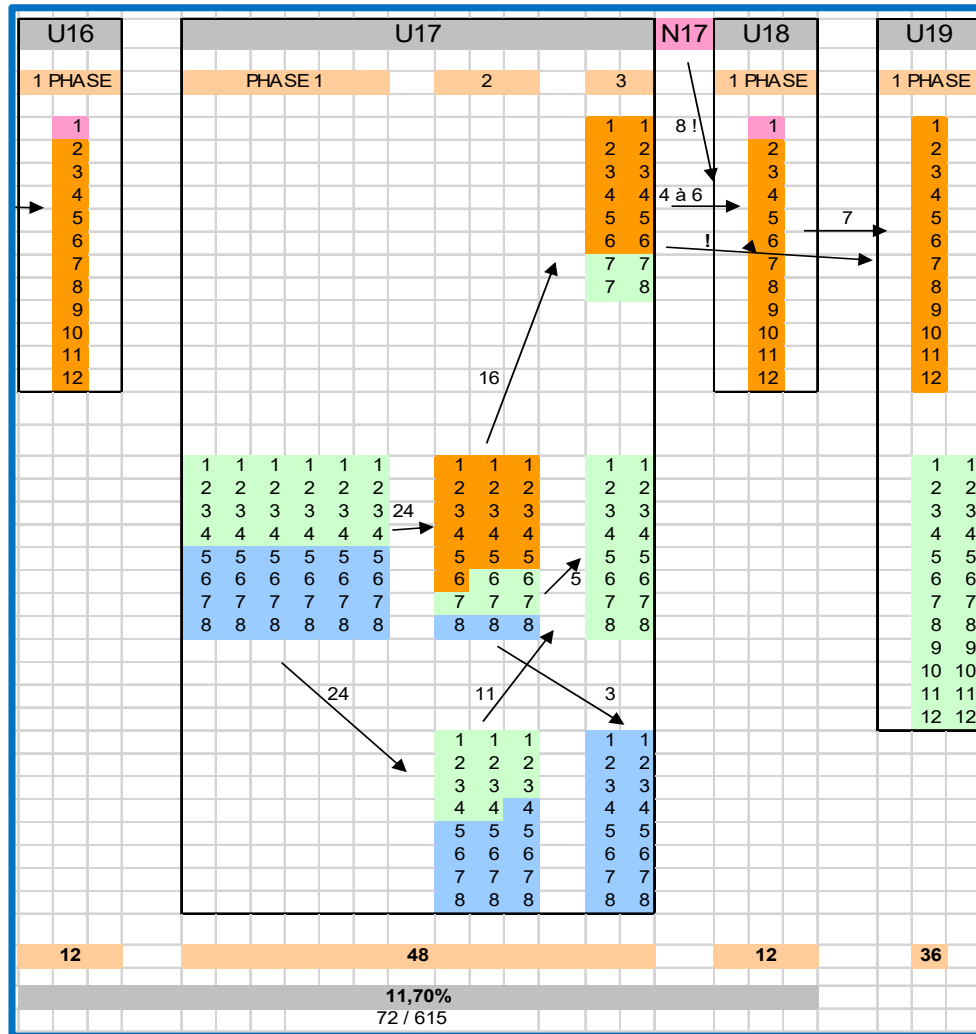 U16 U17 N17 U18 U19
1 PHASE PHASE 1 2 3 1 PHASE 1 PHASE
1 1 1 8 ! 1 1
2 2 2 2 2
3 3 3 3 3
4 4 4 4 à 6 4 4
5 5 5 5 7 5
6 6 6 ! 6 6
7 7 7 7 7
8 7 8 8 8
9 9 9
10 10 10
11 11 11
12 16 12 12
1 1 1 1 1 1 1 1 1 1 1 1 1
2 2 2 2 2 2 2 2 2 2 2 2 2
3 3 3 3 3 3 24 3 3 3 3 3 3 3
4 4 4 4 4 4 4 4 4 4 4 4 4
5 5 5 5 5 5 5 5 5 5 5 5 5
6 6 6 6 6 6 6 6 6 5 6 6 6 6
7 7 7 7 7 7 7 7 7 7 7 7 7
8 8 8 8 8 8 8 8 8 8 8 8 8
9 9
10 10
24 11 3 11 11
12 12
1 1 1 1 1
2 2 2 2 2
3 3 3 3 3
4 4 4 4 4
5 5 5 5 5
6 6 6 6 6
7 7 7 7 7
8 8 8 8 8
12 48 12 36
11,70%
72 / 615